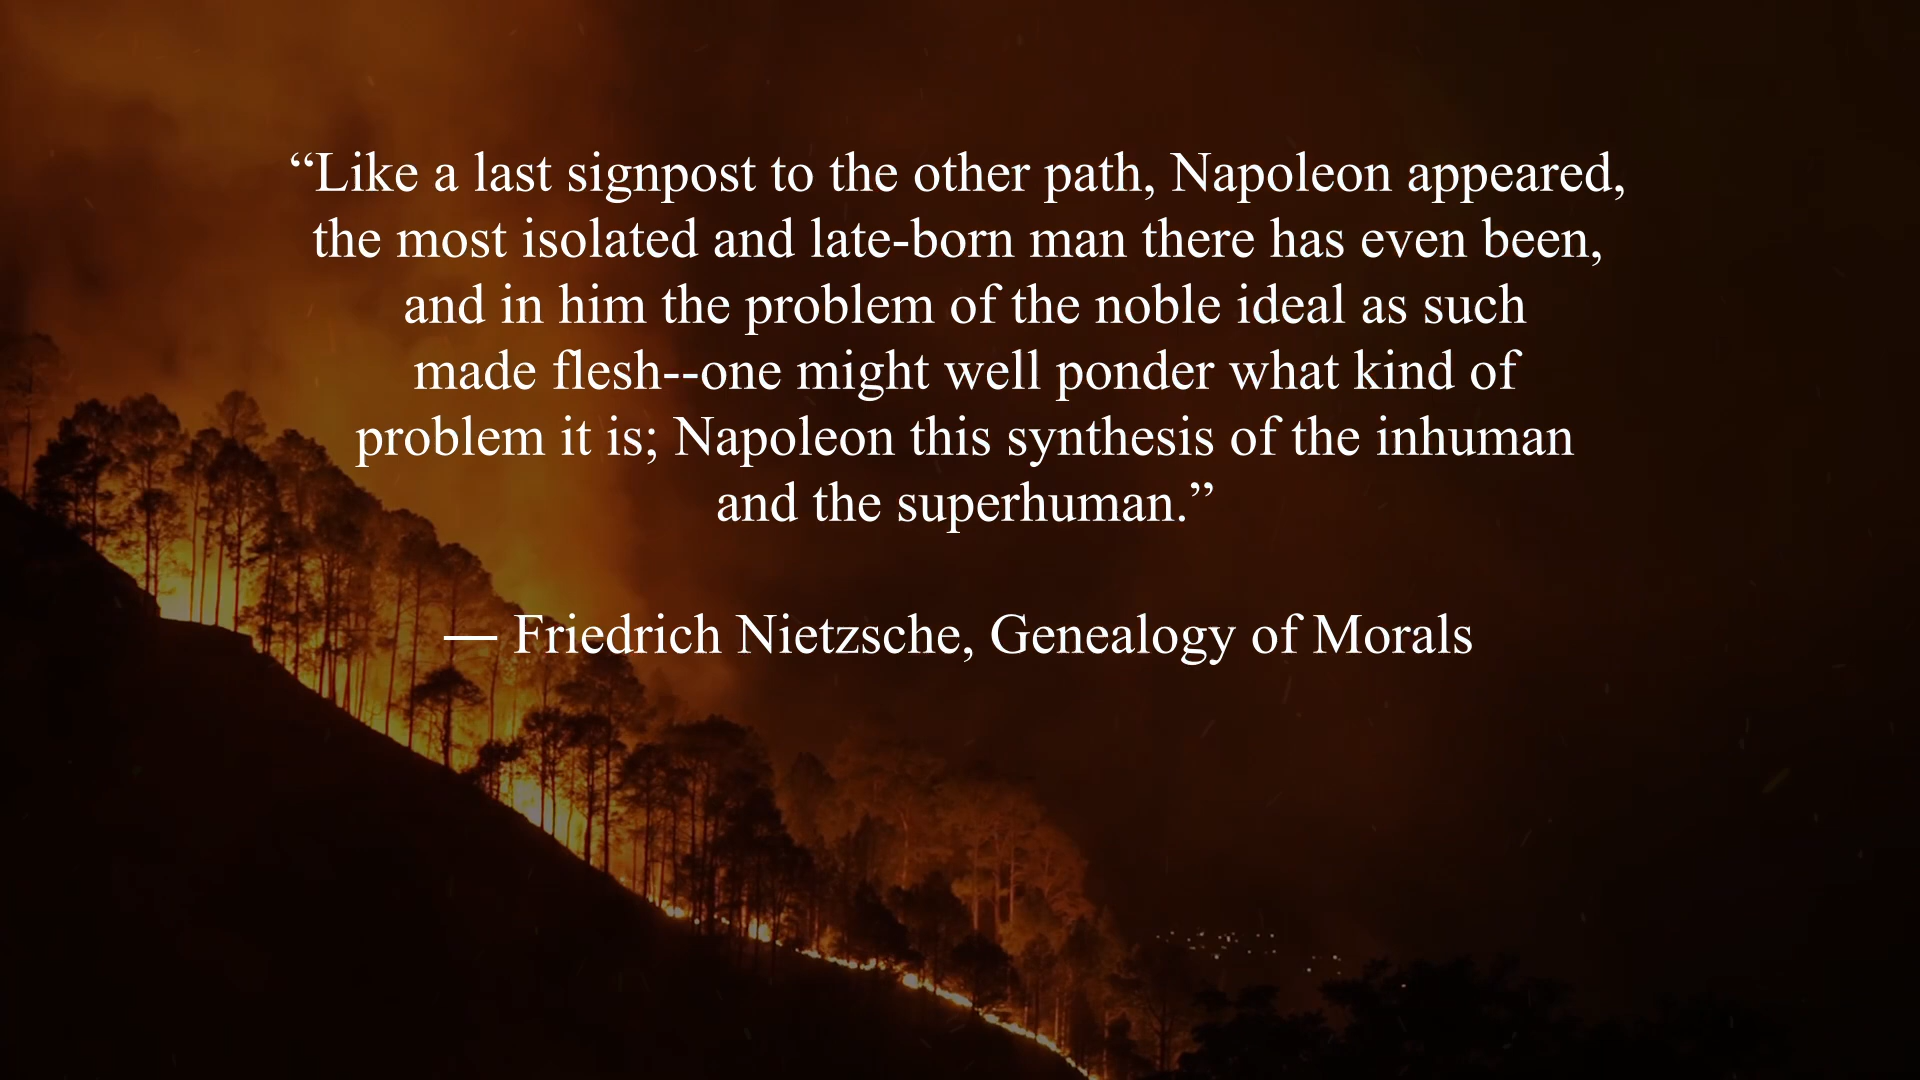 “Like a last signpost to the other path, Napoleon appeared,
the most isolated and late-born man there has even been,
and in him the problem of the noble ideal as such
made flesh--one might well ponder what kind of
problem it is; Napoleon this synthesis of the inhuman
and the superhuman.”
— Friedrich Nietzsche, Genealogy of Morals